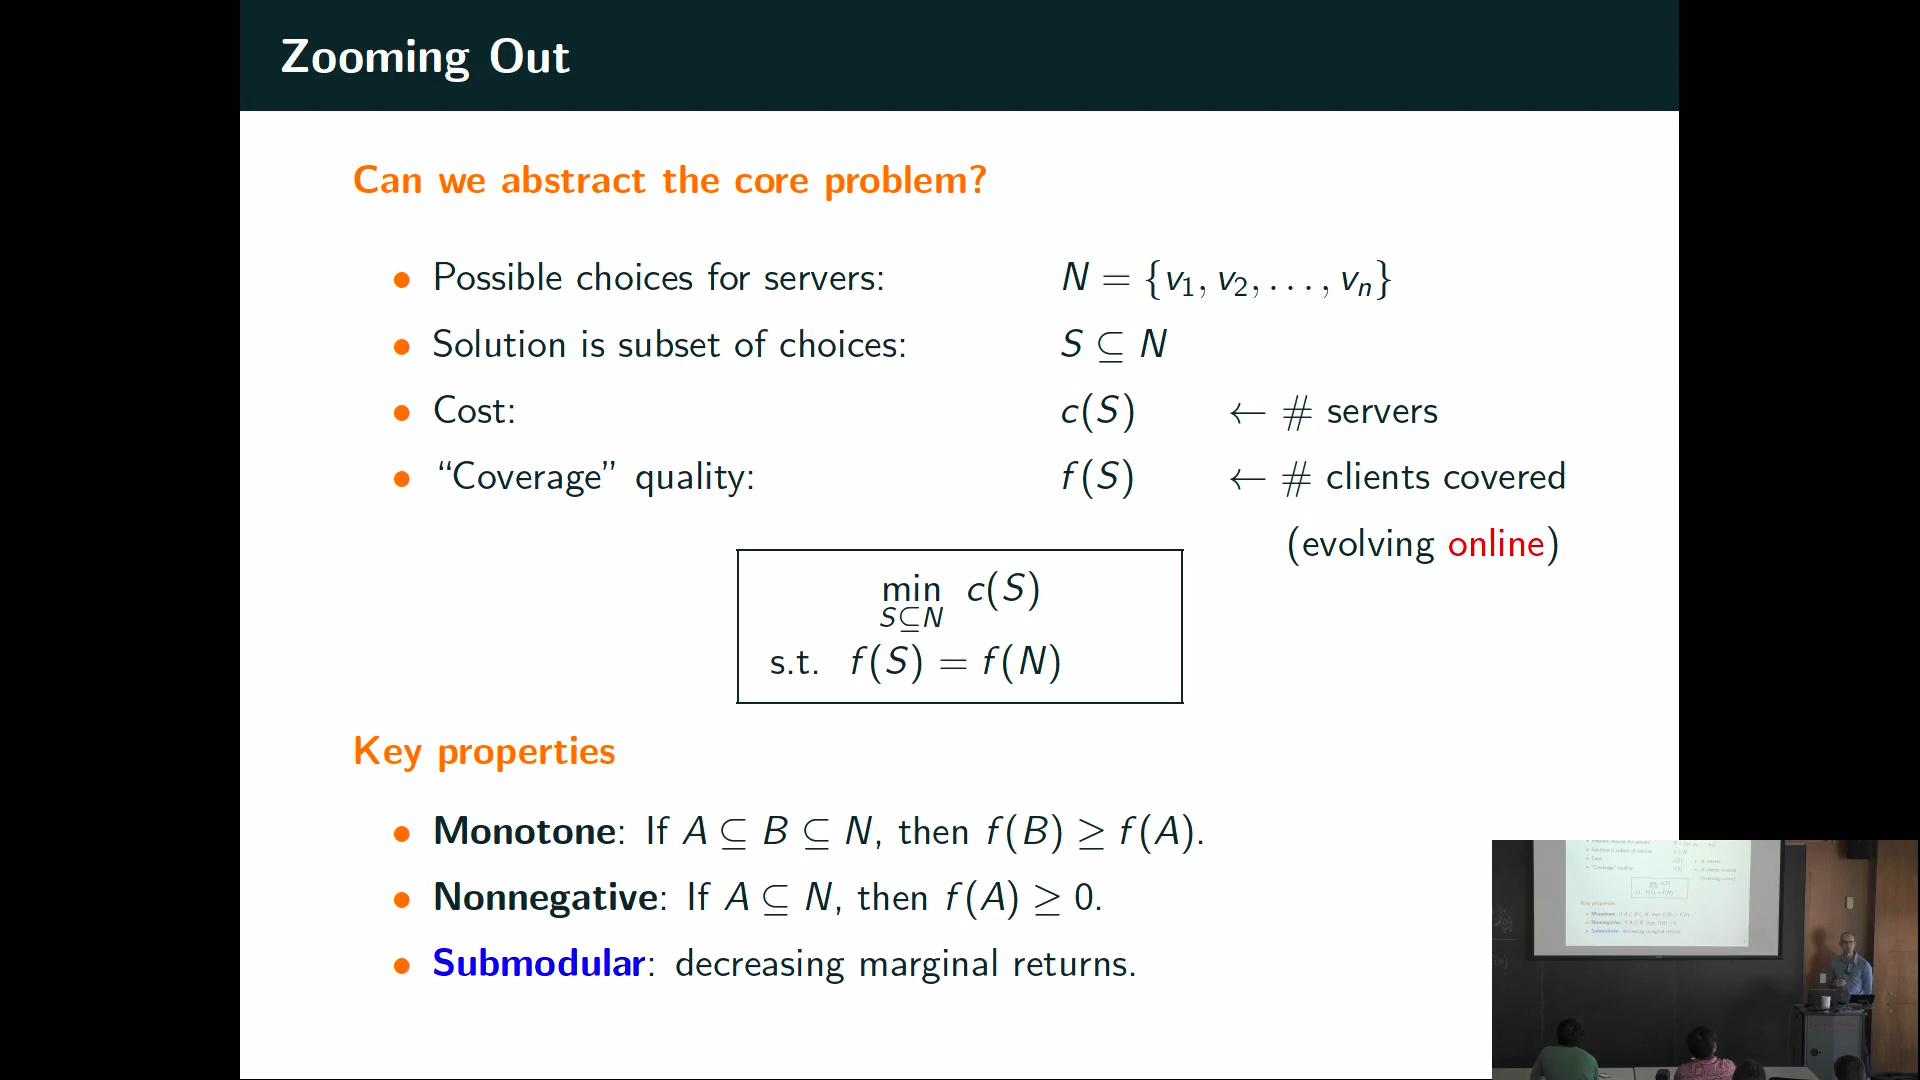 Zooming Out
Can we abstract the core problem?
• Possible choices for servers: N = {v₁, v₂, . . . , vₙ}
• Solution is subset of choices: S ⊆ N
• Cost: c(S) ← # servers
• “Coverage” quality: f(S) ← # clients covered
(evolving online)
min c(S)
S⊆N
s.t. f(S) = f(N)
Key properties
• Monotone: If A ⊆ B ⊆ N, then f(B) ≥ f(A).
• Nonnegative: If A ⊆ N, then f(A) ≥ 0.
• Submodular: decreasing marginal returns.